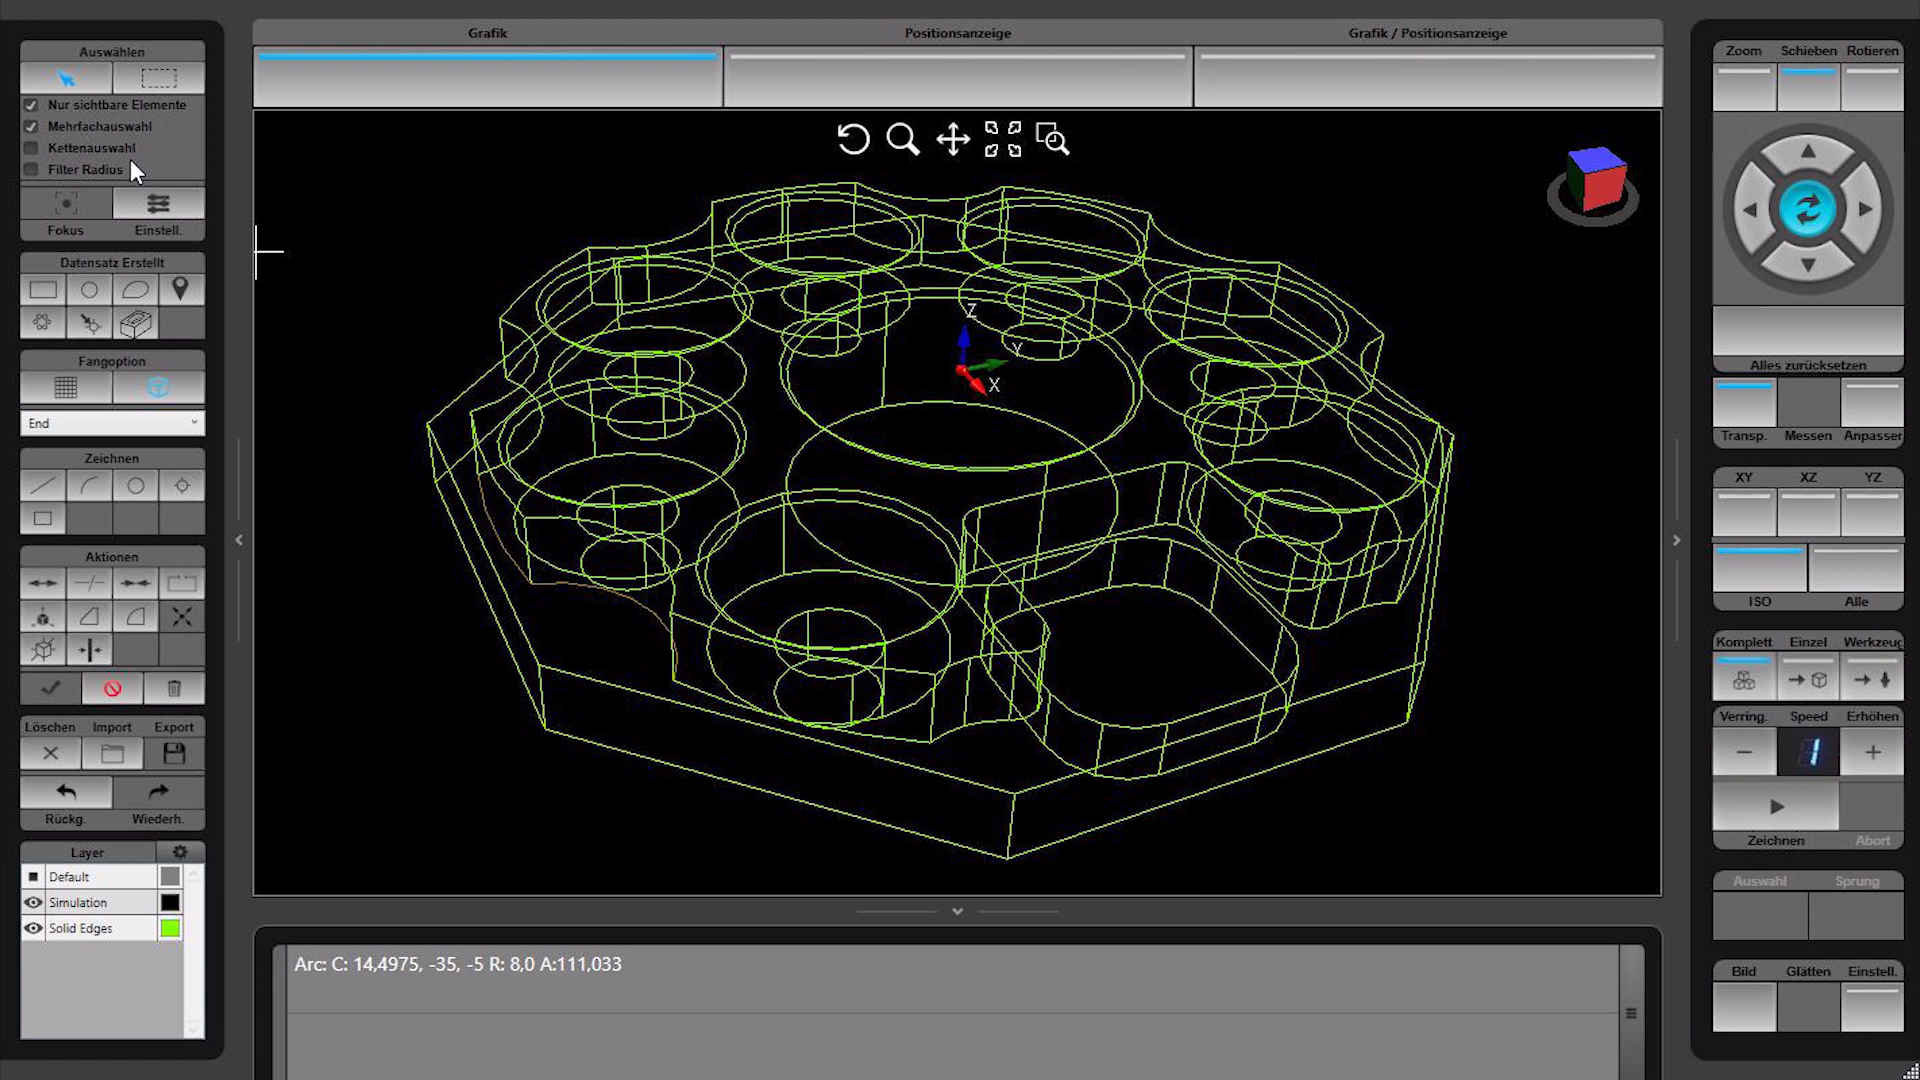 Auswählen
Nur sichtbare Elemente
Mehrfachauswahl
Kettenauswahl
Filter Radius
Fokus
Einstell.
Datensatz Erstellt
Fangoption
End
Zeichnen
Aktionen
Löschen
Import
Export
Rückg.
Wiederh.
Layer
Default
Simulation
Solid Edges
Grafik
Positionsanzeige
Grafik / Positionsanzeige
Z
Y
X
Arc: C: 14,4975, -35, -5 R: 8,0 A:111,033
Zoom
Schieben
Rotieren
Alles zurücksetzen
Transp.
Messen
Anpasser
XY
XZ
YZ
ISO
Alle
Komplett
Einzel
Werkzeug
Verring.
Speed
Erhöhen
1
Zeichnen
Abort
Auswahl
Sprung
Bild
Glätten
Einstell.